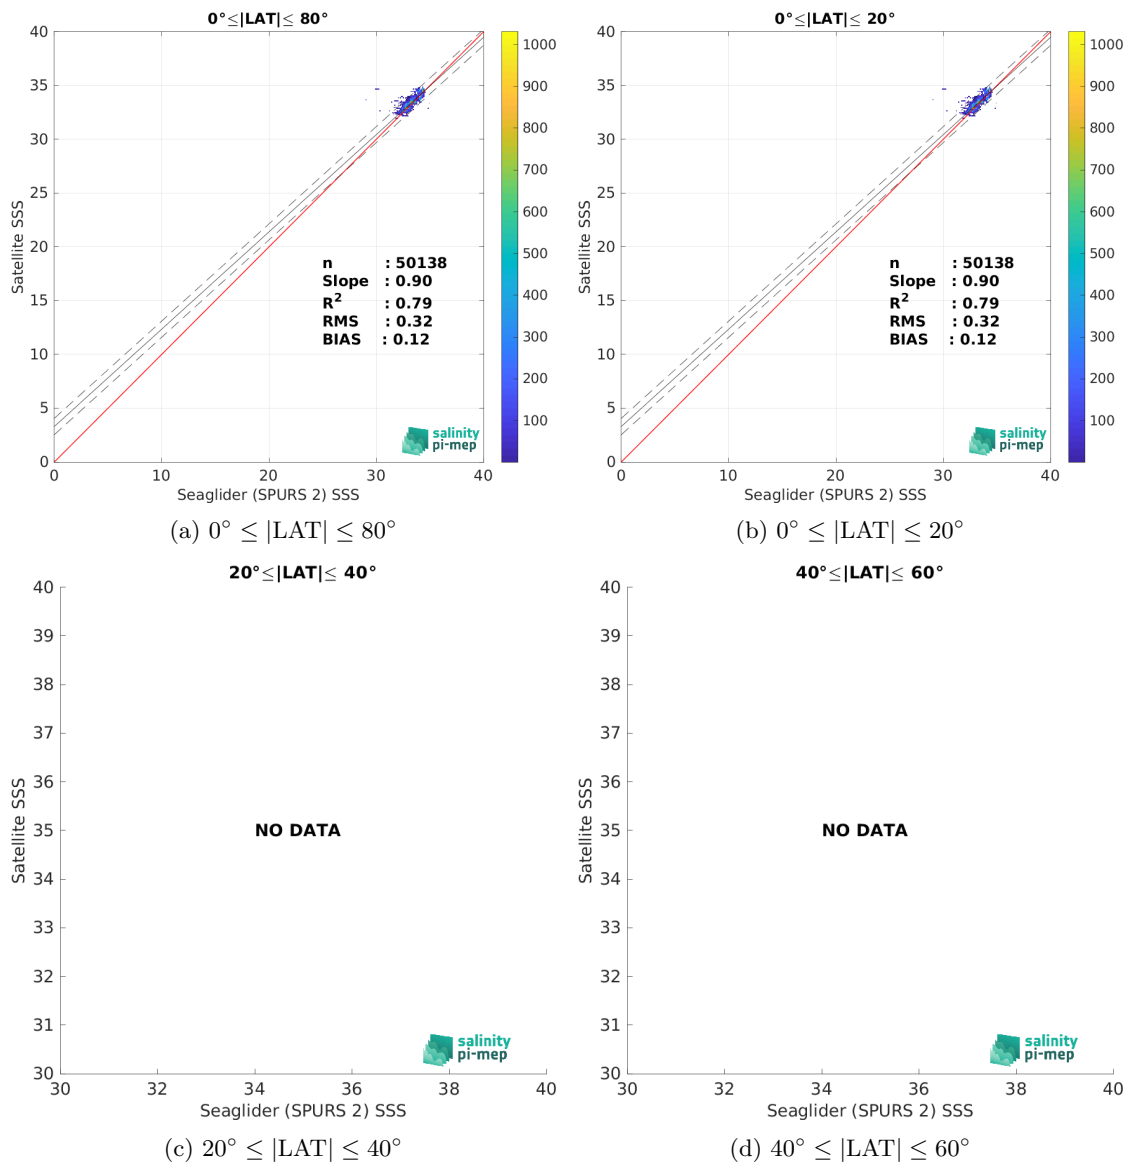 0°≤|LAT|≤ 80°
40
35
30
25
20
15
10
5
0
Satellite SSS
n : 50138
Slope : 0.90
R² : 0.79
RMS : 0.32
BIAS : 0.12
salinity
pi-mep
0 10 20 30 40
Seaglider (SPURS 2) SSS
1000
900
800
700
600
500
400
300
200
100
(a) 0° ≤ |LAT| ≤ 80°
0°≤|LAT|≤ 20°
40
35
30
25
20
15
10
5
0
Satellite SSS
n : 50138
Slope : 0.90
R² : 0.79
RMS : 0.32
BIAS : 0.12
salinity
pi-mep
0 10 20 30 40
Seaglider (SPURS 2) SSS
1000
900
800
700
600
500
400
300
200
100
(b) 0° ≤ |LAT| ≤ 20°
20°≤|LAT|≤ 40°
40
39
38
37
36
35
34
33
32
31
30
Satellite SSS
NO DATA
salinity
pi-mep
30 32 34 36 38 40
Seaglider (SPURS 2) SSS
(c) 20° ≤ |LAT| ≤ 40°
40°≤|LAT|≤ 60°
40
39
38
37
36
35
34
33
32
31
30
Satellite SSS
NO DATA
salinity
pi-mep
30 32 34 36 38 40
Seaglider (SPURS 2) SSS
(d) 40° ≤ |LAT| ≤ 60°